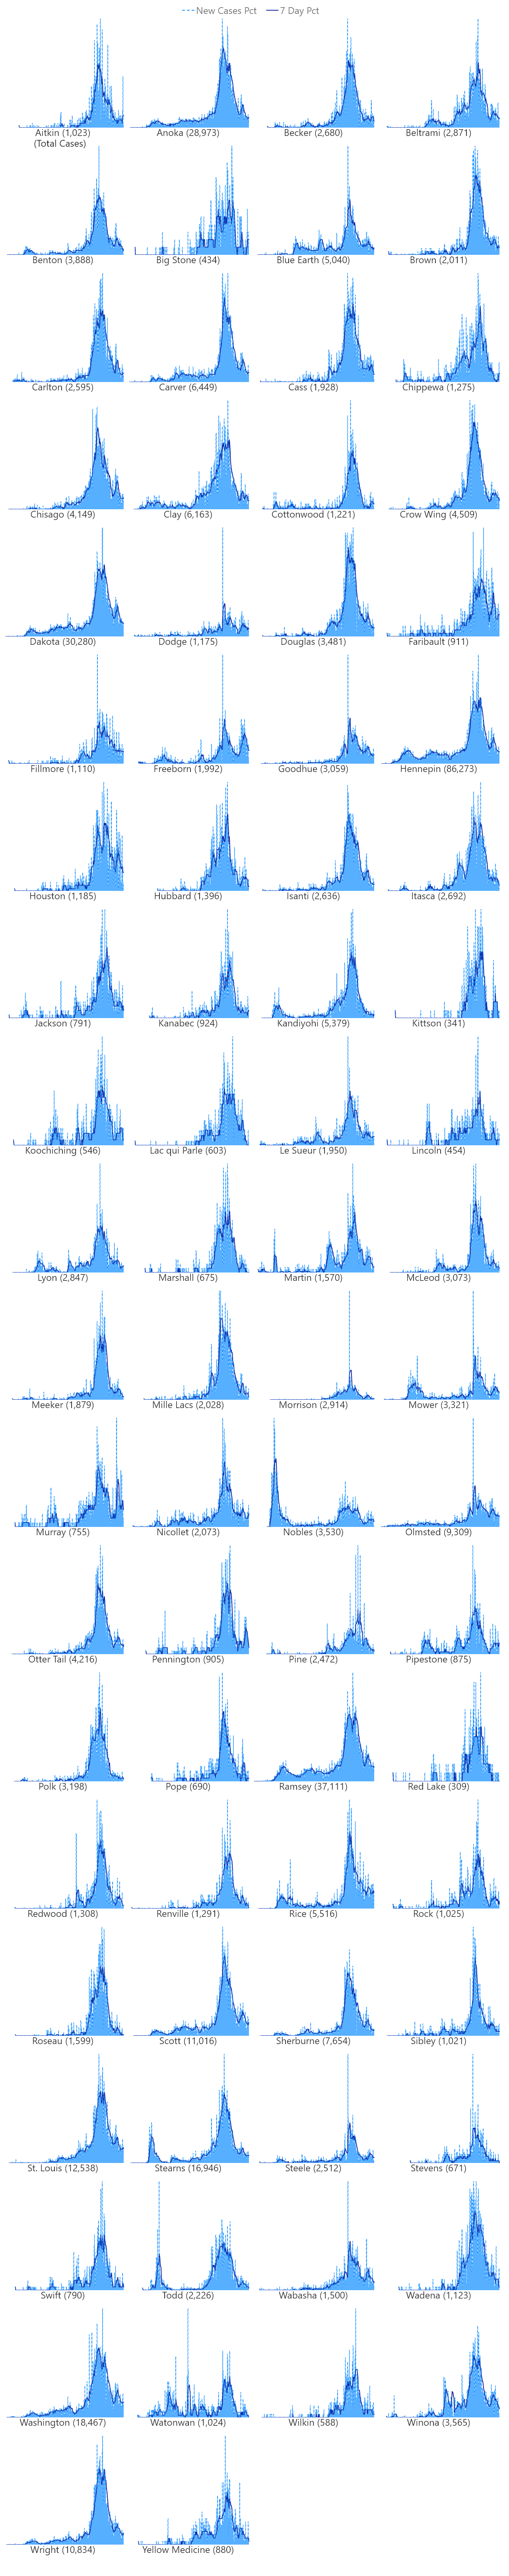 New Cases Pct 7 Day Pct
Aitkin (1,023)
(Total Cases)
Anoka (28,973)
Becker (2,680)
Beltrami (2,871)
Benton (3,888)
Big Stone (434)
Blue Earth (5,040)
Brown (2,011)
Carlton (2,595)
Carver (6,449)
Cass (1,928)
Chippewa (1,275)
Chisago (4,149)
Clay (6,163)
Cottonwood (1,221)
Crow Wing (4,509)
Dakota (30,280)
Dodge (1,175)
Douglas (3,481)
Faribault (911)
Fillmore (1,110)
Freeborn (1,992)
Goodhue (3,059)
Hennepin (86,273)
Houston (1,185)
Hubbard (1,396)
Isanti (2,636)
Itasca (2,692)
Jackson (791)
Kanabec (924)
Kandiyohi (5,379)
Kittson (341)
Koochiching (546)
Lac qui Parle (603)
Le Sueur (1,950)
Lincoln (454)
Lyon (2,847)
Marshall (675)
Martin (1,570)
McLeod (3,073)
Meeker (1,879)
Mille Lacs (2,028)
Morrison (2,914)
Mower (3,321)
Murray (755)
Nicollet (2,073)
Nobles (3,530)
Olmsted (9,309)
Otter Tail (4,216)
Pennington (905)
Pine (2,472)
Pipestone (875)
Polk (3,198)
Pope (690)
Ramsey (37,111)
Red Lake (309)
Redwood (1,308)
Renville (1,291)
Rice (5,516)
Rock (1,025)
Roseau (1,599)
Scott (11,016)
Sherburne (7,654)
Sibley (1,021)
St. Louis (12,538)
Stearns (16,946)
Steele (2,512)
Stevens (671)
Swift (790)
Todd (2,226)
Wabasha (1,500)
Wadena (1,123)
Washington (18,467)
Watonwan (1,024)
Wilkin (588)
Winona (3,565)
Wright (10,834)
Yellow Medicine (880)